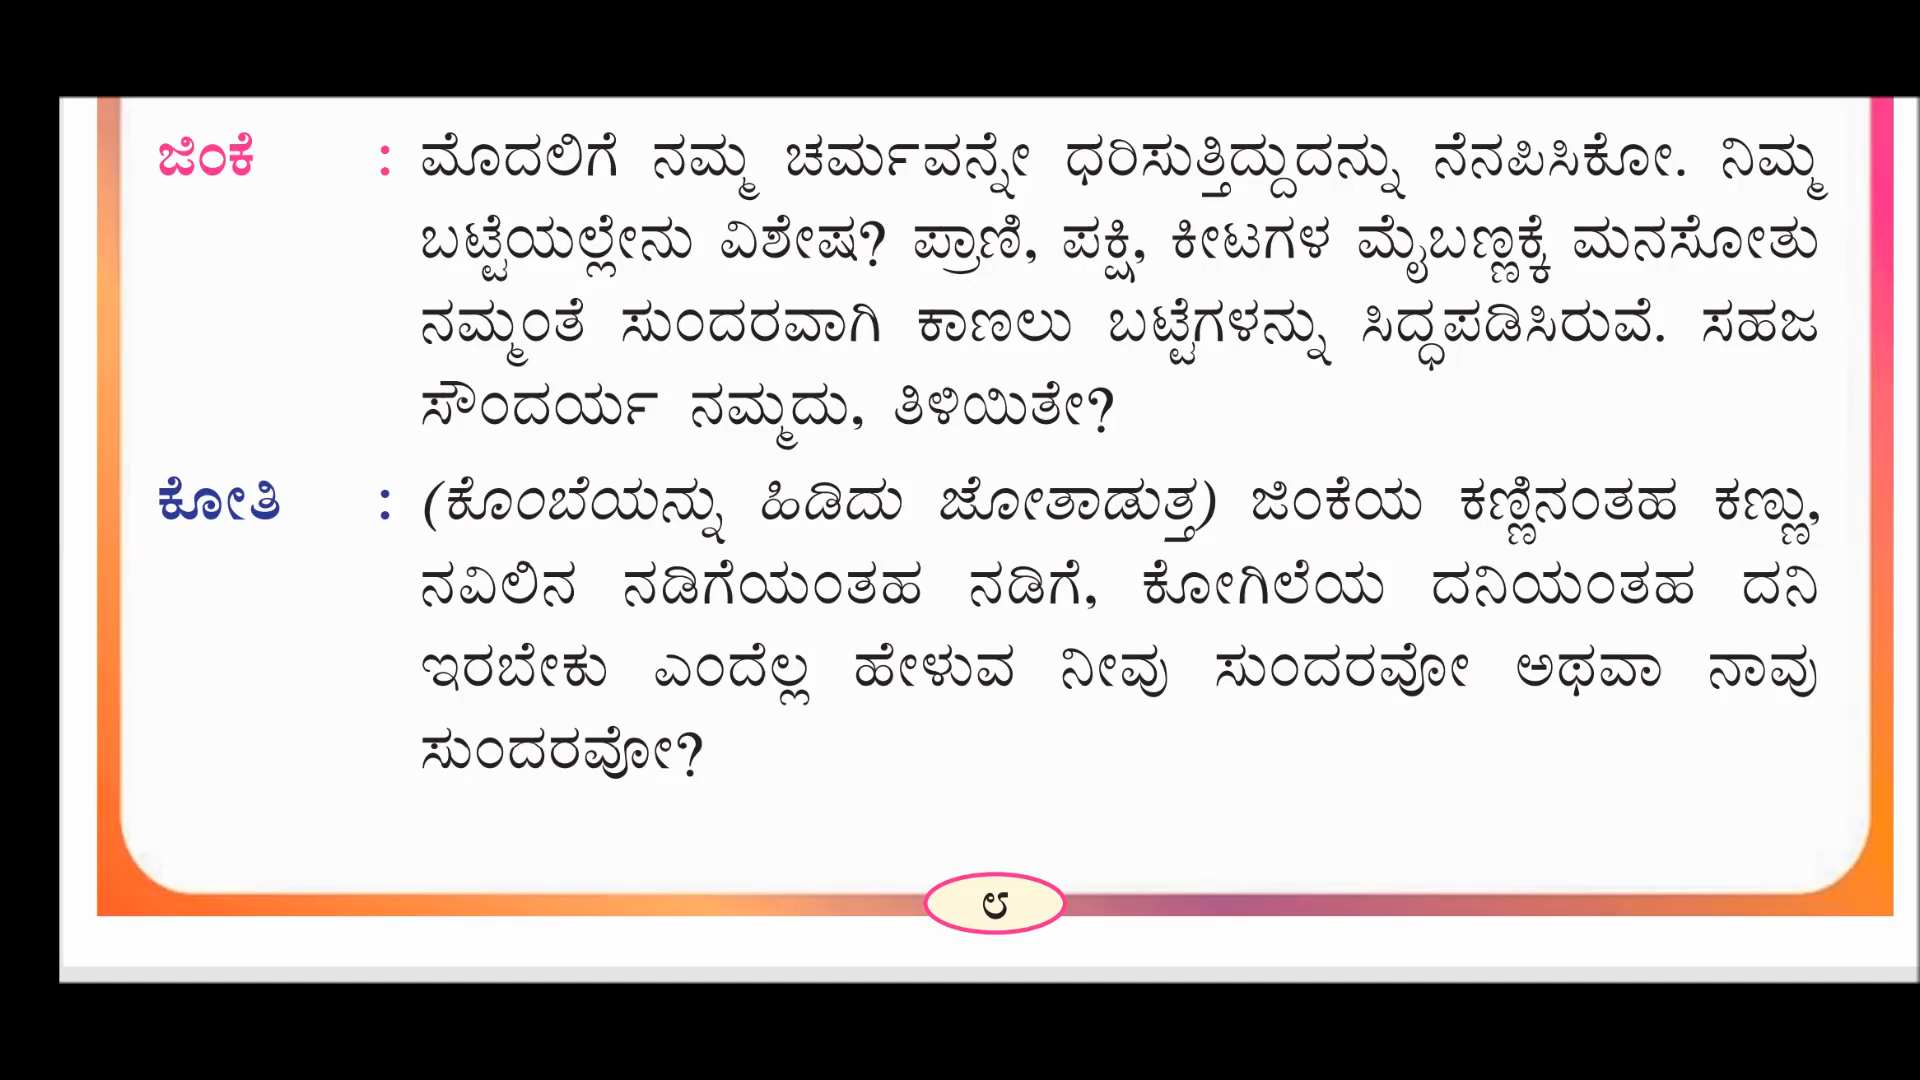 ಜಿಂಕೆ : ಮೊದಲಿಗೆ ನಮ್ಮ ಚರ್ಮವನ್ನೇ ಧರಿಸುತ್ತಿದ್ದುದನ್ನು ನೆನಪಿಸಿಕೋ. ನಿಮ್ಮ
ಬಟ್ಟೆಯಲ್ಲೇನು ವಿಶೇಷ? ಪ್ರಾಣಿ, ಪಕ್ಷಿ, ಕೀಟಗಳ ಮೈಬಣ್ಣಕ್ಕೆ ಮನಸೋತು
ನಮ್ಮಂತೆ ಸುಂದರವಾಗಿ ಕಾಣಲು ಬಟ್ಟೆಗಳನ್ನು ಸಿದ್ಧಪಡಿಸಿರುವೆ. ಸಹಜ
ಸೌಂದರ್ಯ ನಮ್ಮದು, ತಿಳಿಯಿತೇ?
ಕೋತಿ : (ಕೊಂಬೆಯನ್ನು ಹಿಡಿದು ಜೋತಾಡುತ್ತ) ಜಿಂಕೆಯ ಕಣ್ಣಿನಂತಹ ಕಣ್ಣು,
ನವಿಲಿನ ನಡಿಗೆಯಂತಹ ನಡಿಗೆ, ಕೋಗಿಲೆಯ ದನಿಯಂತಹ ದನಿ
ಇರಬೇಕು ಎಂದೆಲ್ಲ ಹೇಳುವ ನೀವು ಸುಂದರವೋ ಅಥವಾ ನಾವು
ಸುಂದರವೋ?
೮